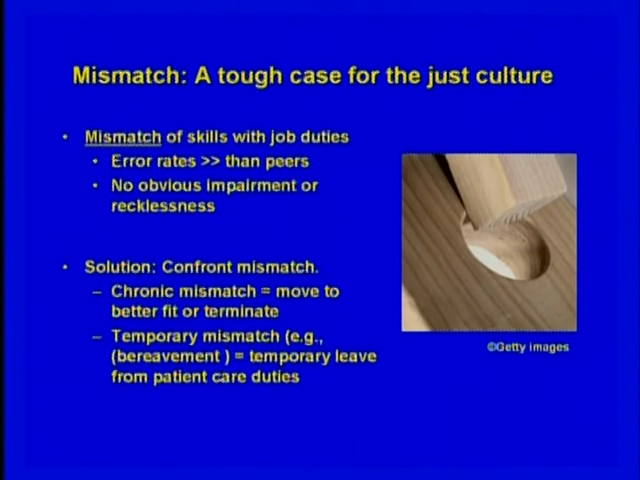 Mismatch: A tough case for the just culture
• Mismatch of skills with job duties
• Error rates >> than peers
• No obvious impairment or
recklessness
• Solution: Confront mismatch.
– Chronic mismatch = move to
better fit or terminate
– Temporary mismatch (e.g.,
(bereavement ) = temporary leave
from patient care duties
©Getty images